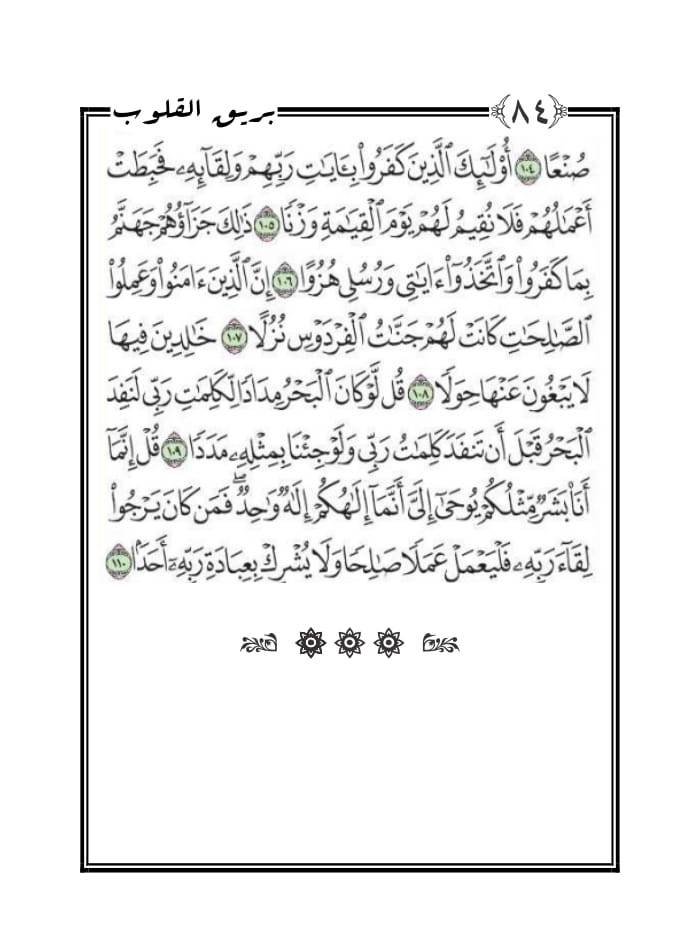 ﴿٨٤﴾ بريق القلوب
صُنْعًا ١٠٤ أُوْلَٰٓئِكَ ٱلَّذِينَ كَفَرُواْ بِـَٔايَٰتِ رَبِّهِمْ وَلِقَآئِهِۦ فَحَبِطَتْ
أَعْمَٰلُهُمْ فَلَا نُقِيمُ لَهُمْ يَوْمَ ٱلْقِيَٰمَةِ وَزْنًا ١٠٥ ذَٰلِكَ جَزَآؤُهُمْ جَهَنَّمُ
بِمَا كَفَرُواْ وَٱتَّخَذُوٓاْ ءَايَٰتِى وَرُسُلِى هُزُوًا ١٠٦ إِنَّ ٱلَّذِينَ ءَامَنُواْ وَعَمِلُواْ
ٱلصَّٰلِحَٰتِ كَانَتْ لَهُمْ جَنَّٰتُ ٱلْفِرْدَوْسِ نُزُلًا ١٠٧ خَٰلِدِينَ فِيهَا
لَا يَبْغُونَ عَنْهَا حِوَلًا ١٠٨ قُل لَّوْ كَانَ ٱلْبَحْرُ مِدَادًا لِّكَلِمَٰتِ رَبِّى لَنَفِدَ
ٱلْبَحْرُ قَبْلَ أَن تَنفَدَ كَلِمَٰتُ رَبِّى وَلَوْ جِئْنَا بِمِثْلِهِۦ مَدَدًا ١٠٩ قُلْ إِنَّمَآ
أَنَا۠ بَشَرٌ مِّثْلُكُمْ يُوحَىٰٓ إِلَىَّ أَنَّمَآ إِلَٰهُكُمْ إِلَٰهٌ وَٰحِدٌ ۖ فَمَن كَانَ يَرْجُواْ
لِقَآءَ رَبِّهِۦ فَلْيَعْمَلْ عَمَلًا صَٰلِحًا وَلَا يُشْرِكْ بِعِبَادَةِ رَبِّهِۦٓ أَحَدًۢا ١١٠